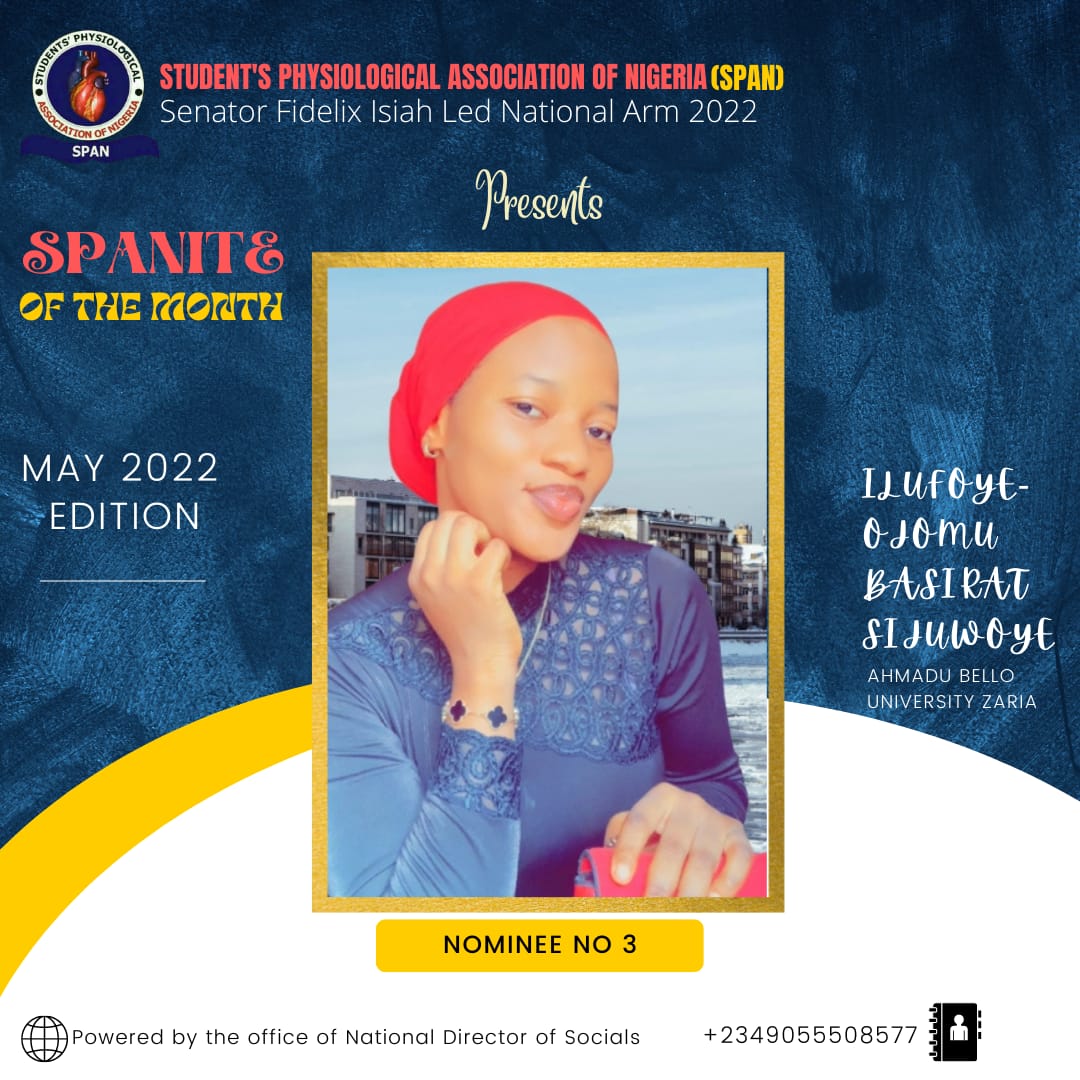 STUDENTS' PHYSIOLOGICAL
ASSOCIATION OF NIGERIA
SPAN
STUDENT'S PHYSIOLOGICAL ASSOCIATION OF NIGERIA (SPAN)
Senator Fidelix Isiah Led National Arm 2022
Presents
SPANITE
OF THE MONTH
MAY 2022
EDITION
ILUFOYE-
OJOMU
BASIRAT
SIJUWOYE
AHMADU BELLO
UNIVERSITY ZARIA
NOMINEE NO 3
Powered by the office of National Director of Socials
+2349055508577